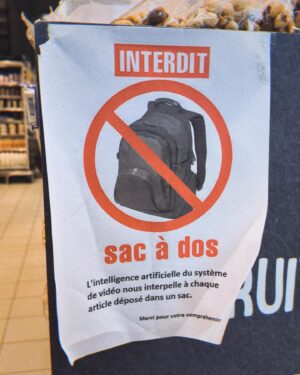 INTERDIT
sac à dos
L'intelligence artificielle du système
de vidéo nous interpelle à chaque
article déposé dans un sac.
Merci pour votre compréhension
RUI